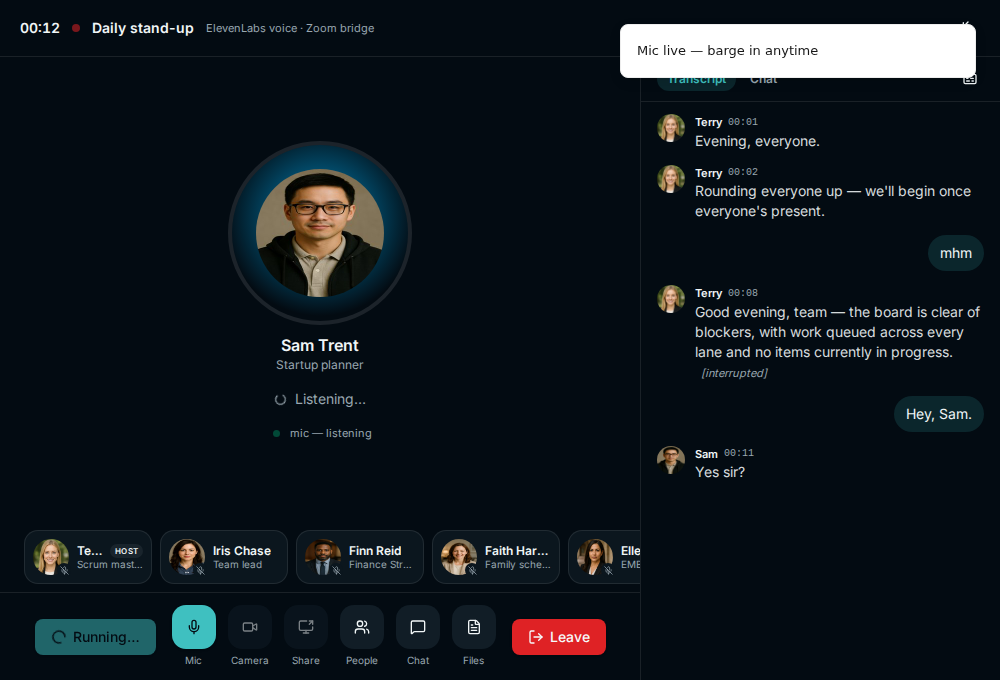 00:12 Daily stand-up ElevenLabs voice · Zoom bridge
Mic live — barge in anytime
Transcript Chat
Terry 00:01
Evening, everyone.
Terry 00:02
Rounding everyone up — we'll begin once
everyone's present.
mhm
Terry 00:08
Good evening, team — the board is clear of
blockers, with work queued across every
lane and no items currently in progress.
[interrupted]
Hey, Sam.
Sam 00:11
Yes sir?
Sam Trent
Startup planner
Listening...
mic — listening
Te... HOST
Scrum mast...
Iris Chase
Team lead
Finn Reid
Finance Str...
Faith Har...
Family sche...
Elle
EME
Running...
Mic
Camera
Share
People
Chat
Files
Leave